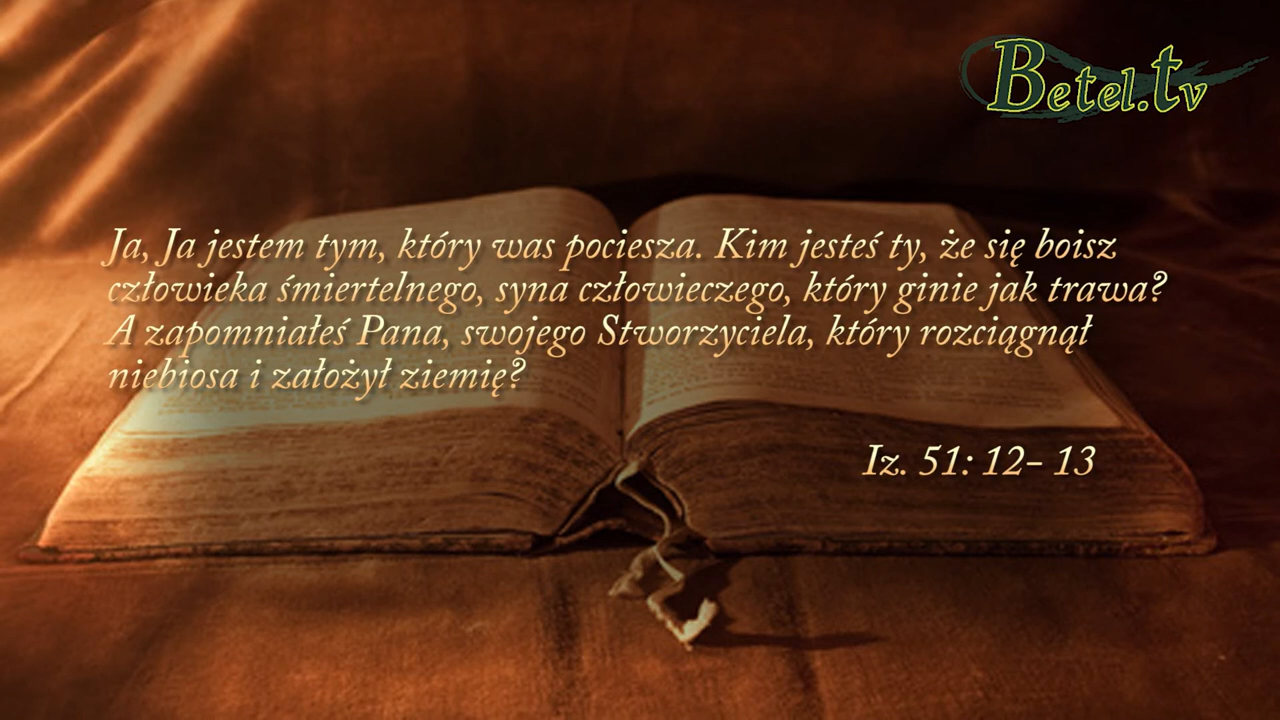 Betel.tv
Ja, Ja jestem tym, który was pociesza. Kim jesteś ty, że się boisz
człowieka śmiertelnego, syna człowieczego, który ginie jak trawa?
A zapomniałeś Pana, swojego Stworzyciela, który rozciągnął
niebiosa i założył ziemię?
Iz. 51: 12- 13